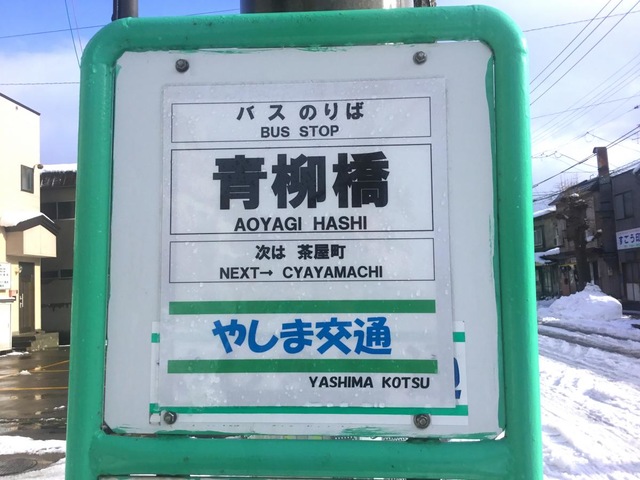 バスのりば
BUS STOP
青柳橋
AOYAGI HASHI
次は 茶屋町
NEXT→ CYAYAMACHI
やしま交通
YASHIMA KOTSU